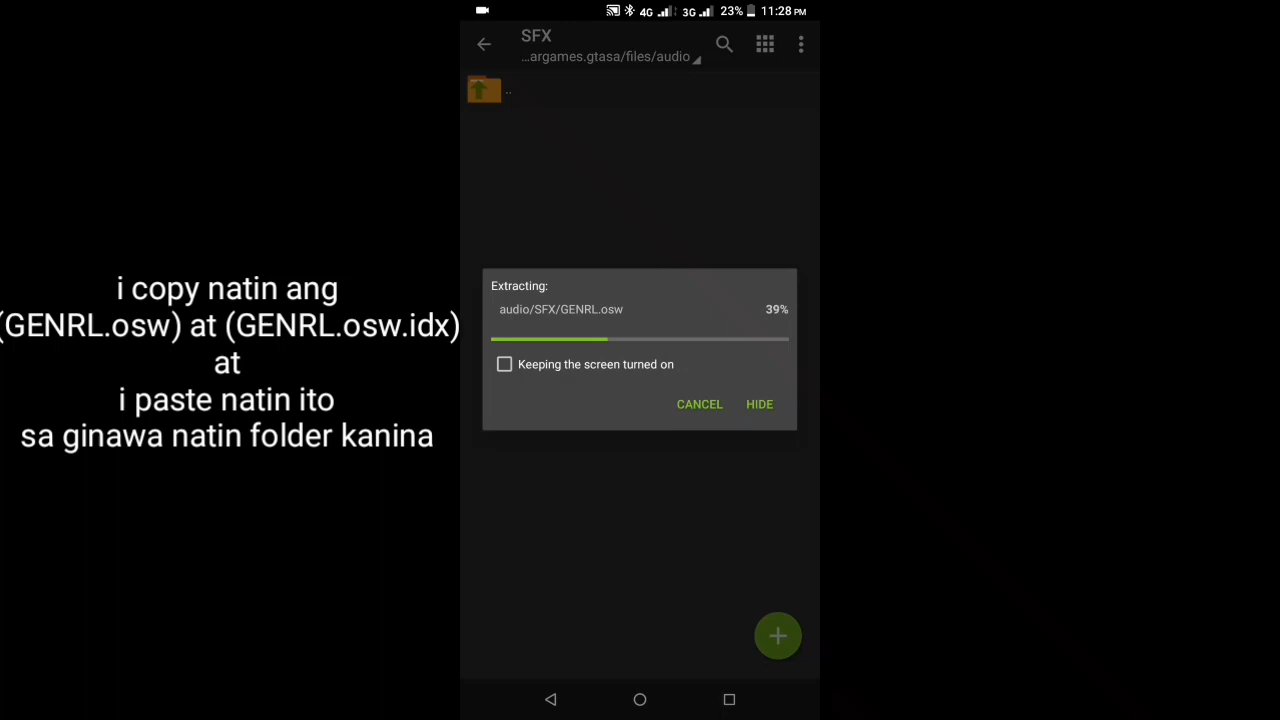 i copy natin ang
(GENRL.osw) at (GENRL.osw.idx)
at
i paste natin ito
sa ginawa natin folder kanina
4G 3G 23% 11:28 PM
SFX
...argames.gtasa/files/audio
..
Extracting:
audio/SFX/GENRL.osw 39%
Keeping the screen turned on
CANCEL HIDE